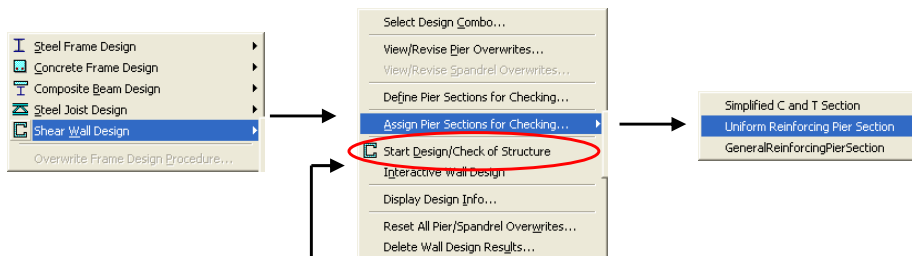 Steel Frame Design
Concrete Frame Design
Composite Beam Design
Steel Joist Design
Shear Wall Design
Overwrite Frame Design Procedure...
Select Design Combo...
View/Revise Pier Overwrites...
View/Revise Spandrel Overwrites...
Define Pier Sections for Checking...
Assign Pier Sections for Checking...
Start Design/Check of Structure
Interactive Wall Design
Display Design Info...
Reset All Pier/Spandrel Overwrites...
Delete Wall Design Results...
Simplified C and T Section
Uniform Reinforcing Pier Section
GeneralReinforcingPierSection